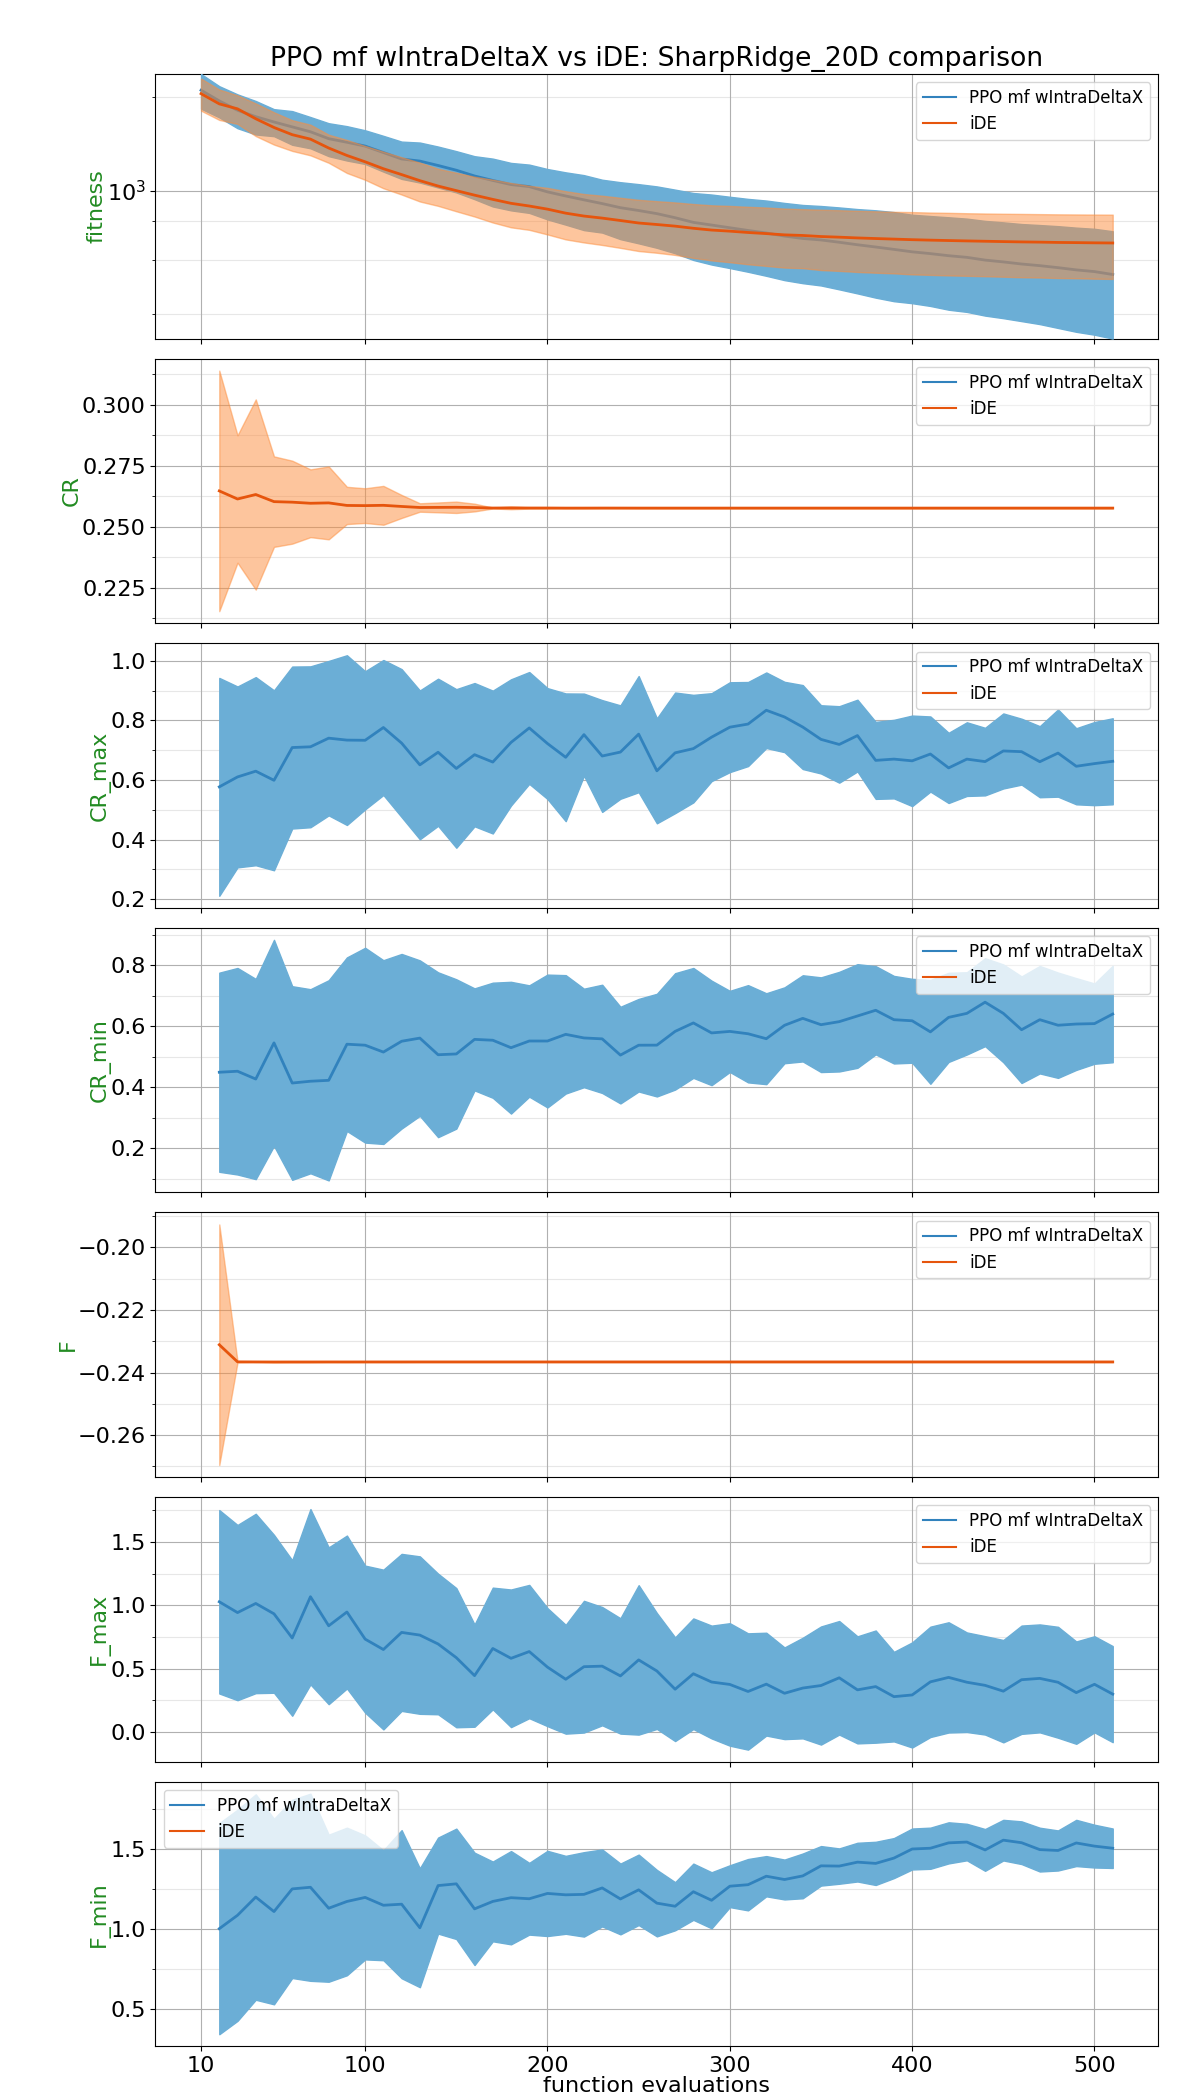 PPO mf wIntraDeltaX vs iDE: SharpRidge_20D comparison
PPO mf wIntraDeltaX
iDE
fitness
10³
PPO mf wIntraDeltaX
iDE
CR
0.300
0.275
0.250
0.225
PPO mf wIntraDeltaX
iDE
CR_max
1.0
0.8
0.6
0.4
0.2
PPO mf wIntraDeltaX
iDE
CR_min
0.8
0.6
0.4
0.2
PPO mf wIntraDeltaX
iDE
F
−0.20
−0.22
−0.24
−0.26
PPO mf wIntraDeltaX
iDE
F_max
1.5
1.0
0.5
0.0
PPO mf wIntraDeltaX
iDE
F_min
1.5
1.0
0.5
10 100 200 300 400 500
function evaluations